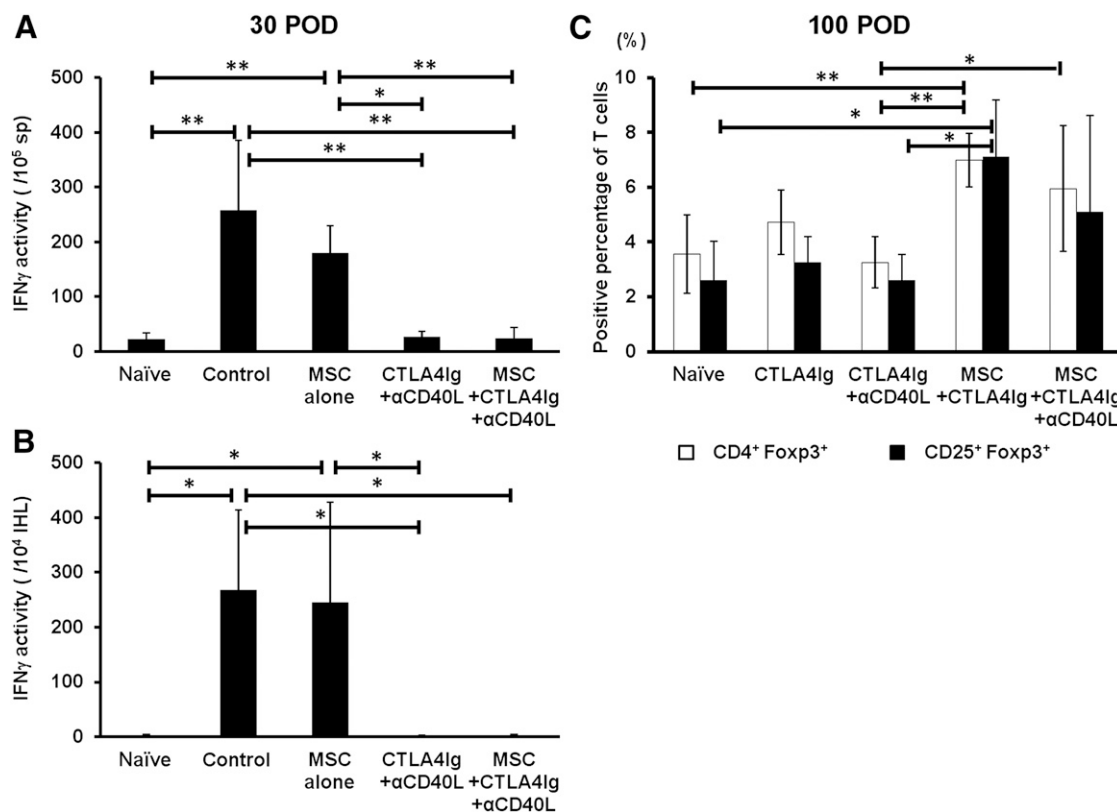 A
30 POD
IFNγ activity ( /10⁵ sp)
500
400
300
200
100
0
**
**
*
**
**
**
Naïve
Control
MSC
alone
CTLA4Ig
+αCD40L
MSC
+CTLA4Ig
+αCD40L
B
IFNγ activity ( /10⁴ IHL)
500
400
300
200
100
0
*
*
*
*
*
Naïve
Control
MSC
alone
CTLA4Ig
+αCD40L
MSC
+CTLA4Ig
+αCD40L
C
100 POD
(%)
Positive percentage of T cells
10
8
6
4
2
0
*
**
**
*
*
Naïve
CTLA4Ig
CTLA4Ig
+αCD40L
MSC
+CTLA4Ig
MSC
+CTLA4Ig
+αCD40L
CD4⁺ Foxp3⁺
CD25⁺ Foxp3⁺